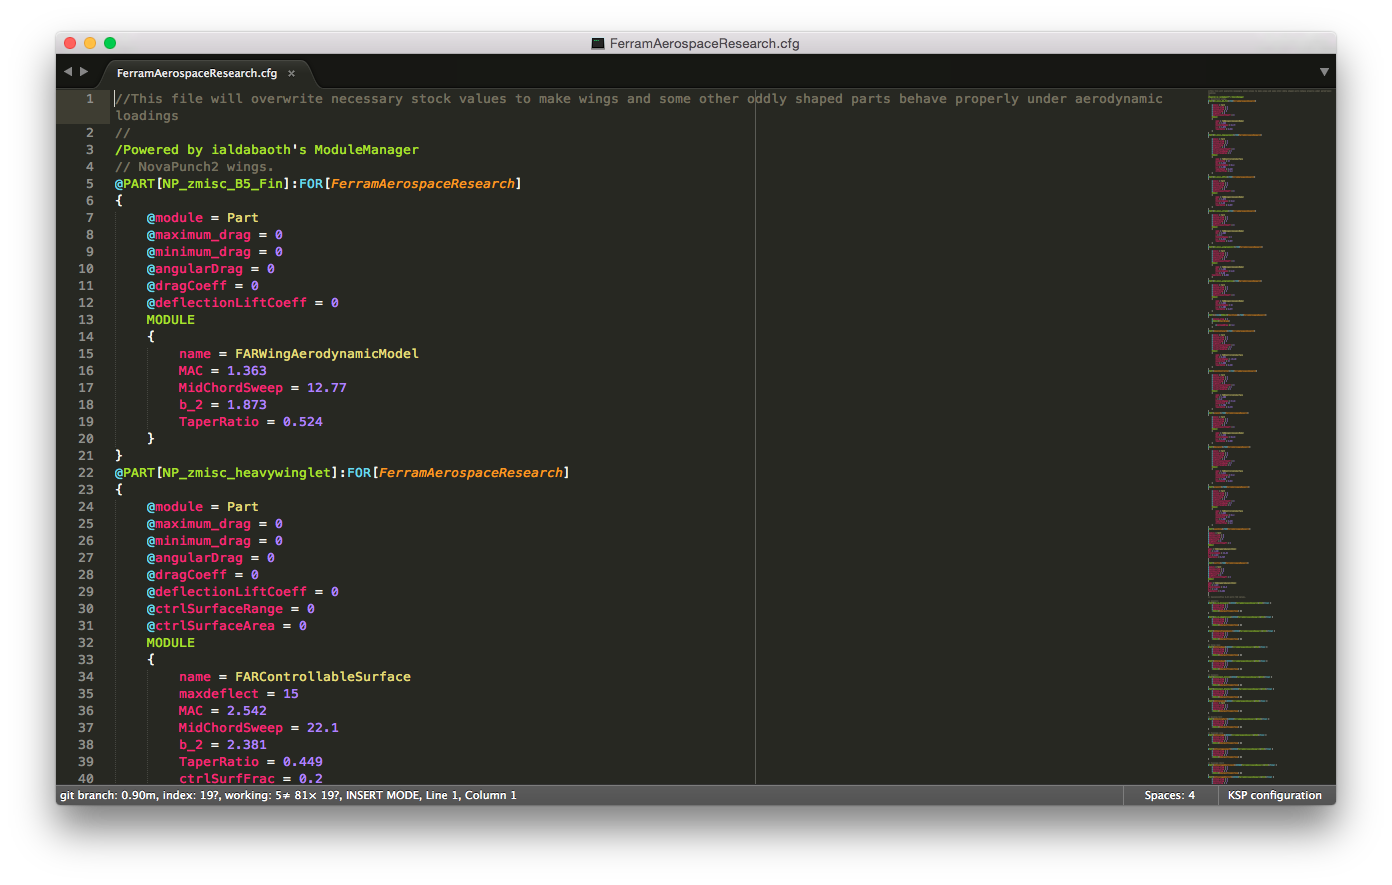 FerramAerospaceResearch.cfg
FerramAerospaceResearch.cfg ×
1 //This file will overwrite necessary stock values to make wings and some other oddly shaped parts behave properly under aerodynamic
loadings
2 //
3 /Powered by ialdabaoth's ModuleManager
4 // NovaPunch2 wings.
5 @PART[NP_zmisc_B5_Fin]:FOR[FerramAerospaceResearch]
6 {
7 @module = Part
8 @maximum_drag = 0
9 @minimum_drag = 0
10 @angularDrag = 0
11 @dragCoeff = 0
12 @deflectionLiftCoeff = 0
13 MODULE
14 {
15 name = FARWingAerodynamicModel
16 MAC = 1.363
17 MidChordSweep = 12.77
18 b_2 = 1.873
19 TaperRatio = 0.524
20 }
21 }
22 @PART[NP_zmisc_heavywinglet]:FOR[FerramAerospaceResearch]
23 {
24 @module = Part
25 @maximum_drag = 0
26 @minimum_drag = 0
27 @angularDrag = 0
28 @dragCoeff = 0
29 @deflectionLiftCoeff = 0
30 @ctrlSurfaceRange = 0
31 @ctrlSurfaceArea = 0
32 MODULE
33 {
34 name = FARControllableSurface
35 maxdeflect = 15
36 MAC = 2.542
37 MidChordSweep = 22.1
38 b_2 = 2.381
39 TaperRatio = 0.449
40 ctrlSurfFrac = 0.2
git branch: 0.90m, index: 19?, working: 5≠ 81× 19?, INSERT MODE, Line 1, Column 1 Spaces: 4 KSP configuration